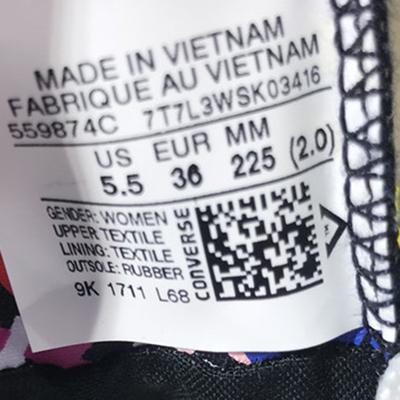 MADE IN VIETNAM
FABRIQUE AU VIETNAM
559874C 7T7L3WSK03416
US EUR MM
5.5 36 225 (2.0)
GENDER: WOMEN
UPPER: TEXTILE
LINING: TEXTILE
OUTSOLE: RUBBER
9K 1711 L68
CONVERSE